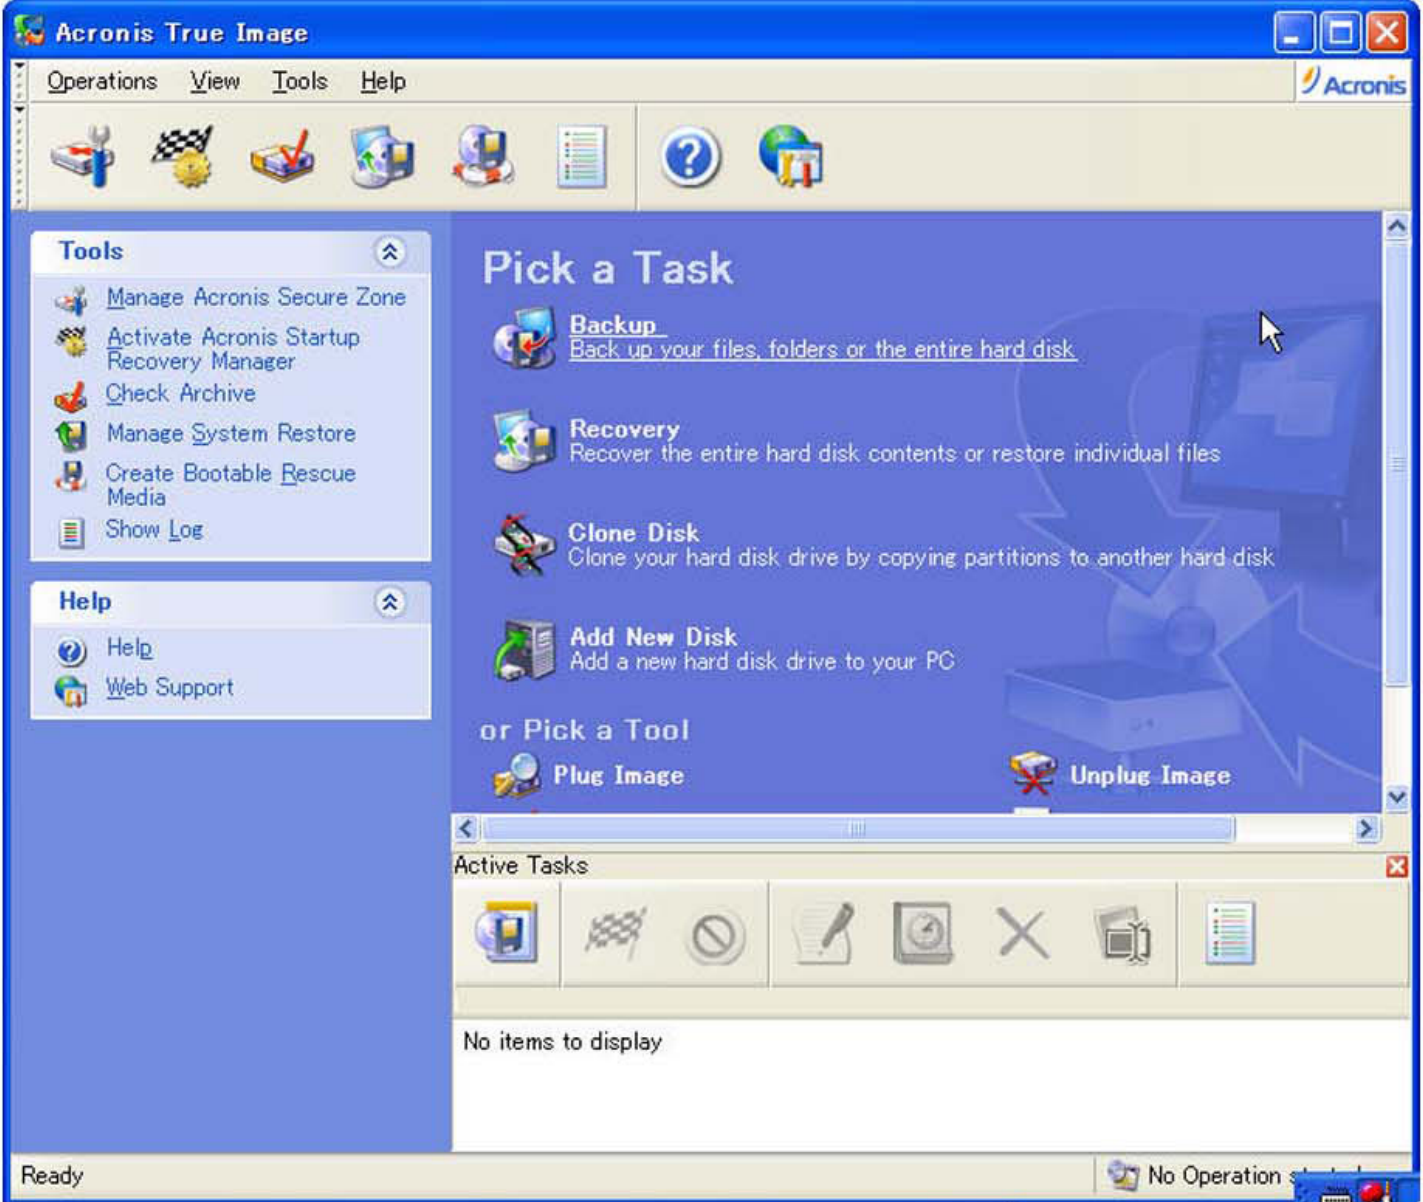 Acronis True Image
Operations View Tools Help
Acronis
Tools
Manage Acronis Secure Zone
Activate Acronis Startup
Recovery Manager
Check Archive
Manage System Restore
Create Bootable Rescue
Media
Show Log
Help
Help
Web Support
Pick a Task
Backup
Back up your files, folders or the entire hard disk
Recovery
Recover the entire hard disk contents or restore individual files
Clone Disk
Clone your hard disk drive by copying partitions to another hard disk
Add New Disk
Add a new hard disk drive to your PC
or Pick a Tool
Plug Image
Unplug Image
Active Tasks
No items to display
Ready
No Operation